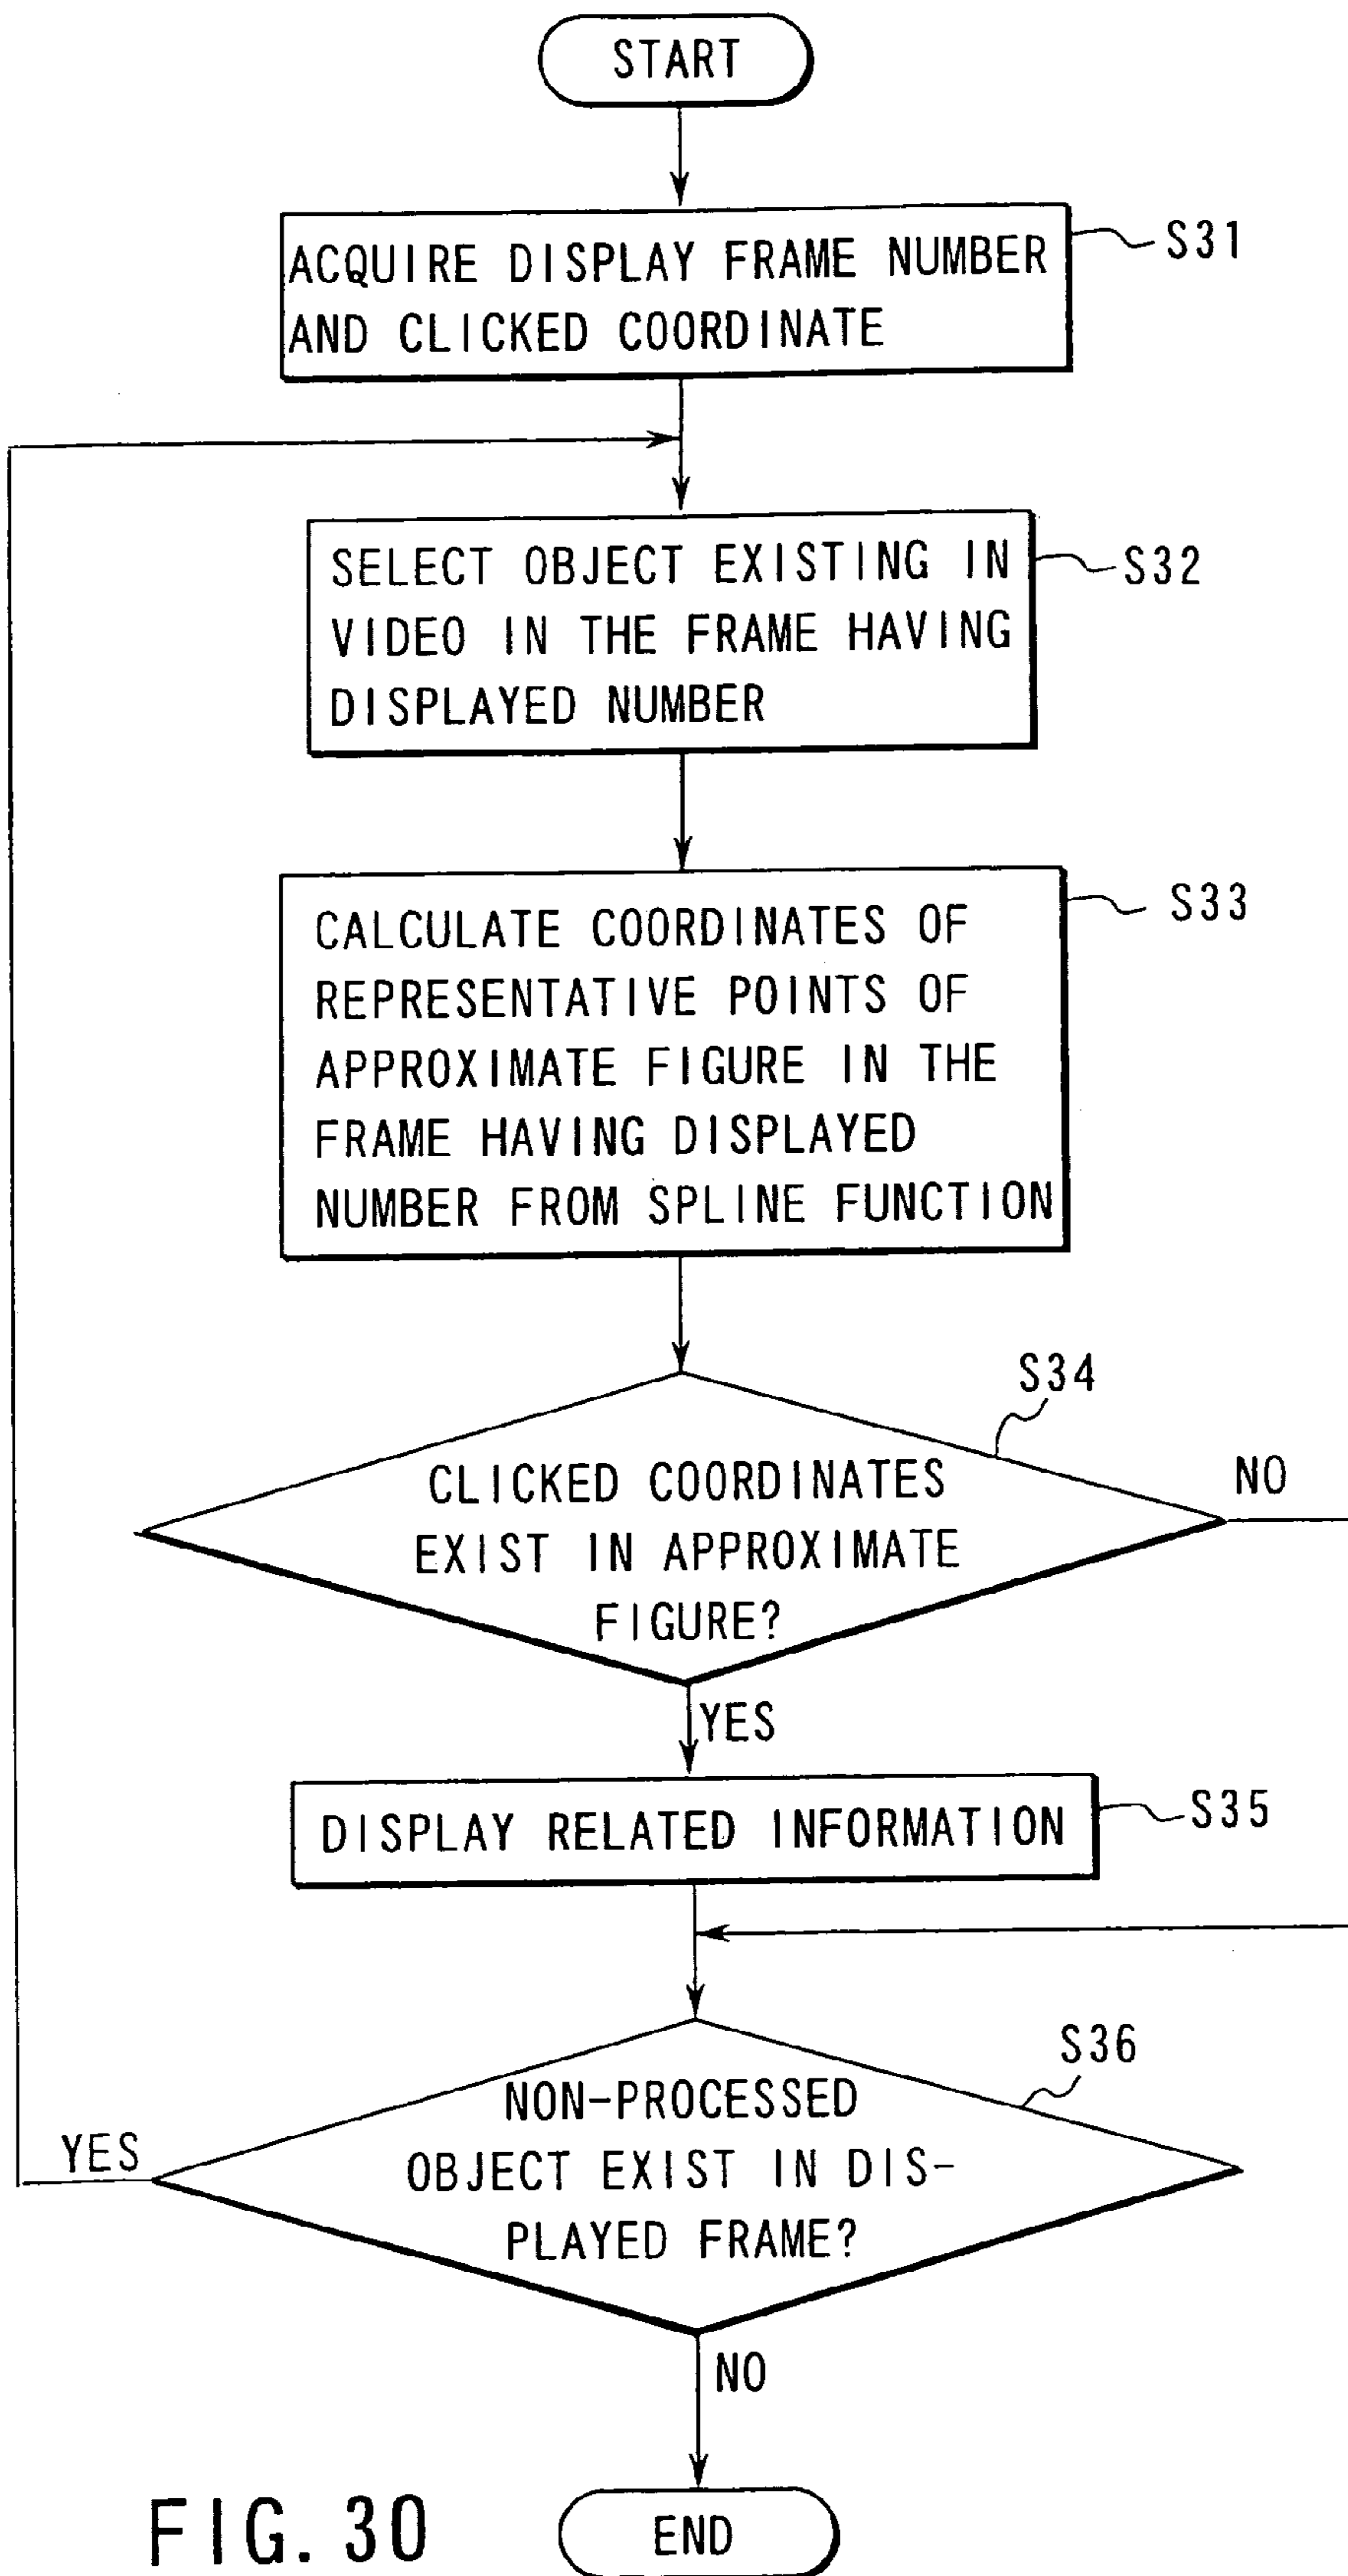 START
ACQUIRE DISPLAY FRAME NUMBER
AND CLICKED COORDINATE
S31
SELECT OBJECT EXISTING IN
VIDEO IN THE FRAME HAVING
DISPLAYED NUMBER
S32
CALCULATE COORDINATES OF
REPRESENTATIVE POINTS OF
APPROXIMATE FIGURE IN THE
FRAME HAVING DISPLAYED
NUMBER FROM SPLINE FUNCTION
S33
S34
CLICKED COORDINATES
EXIST IN APPROXIMATE
FIGURE?
NO
YES
DISPLAY RELATED INFORMATION
S35
S36
NON-PROCESSED
OBJECT EXIST IN DIS-
PLAYED FRAME?
YES
NO
END
FIG. 30